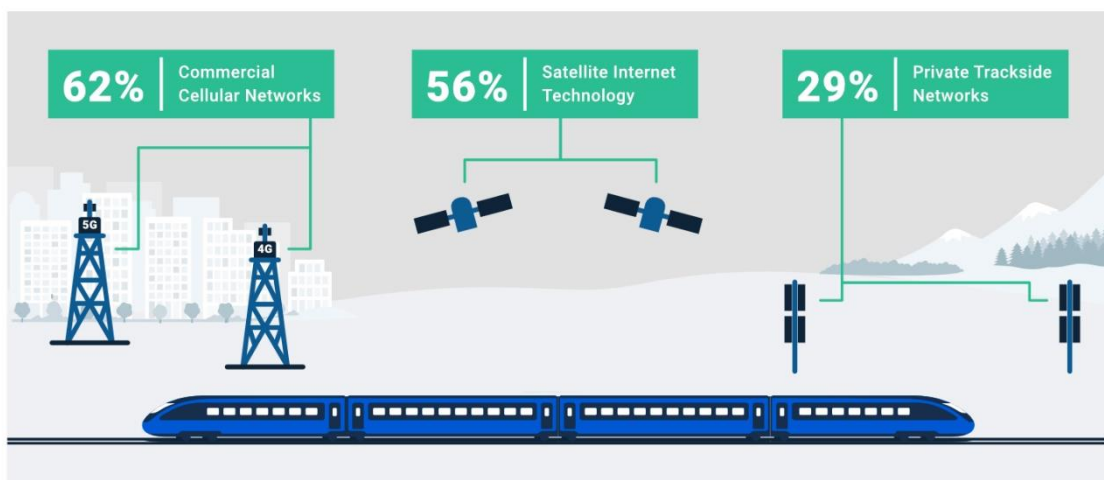 62%
Commercial
Cellular Networks
56%
Satellite Internet
Technology
29%
Private Trackside
Networks
5G
4G